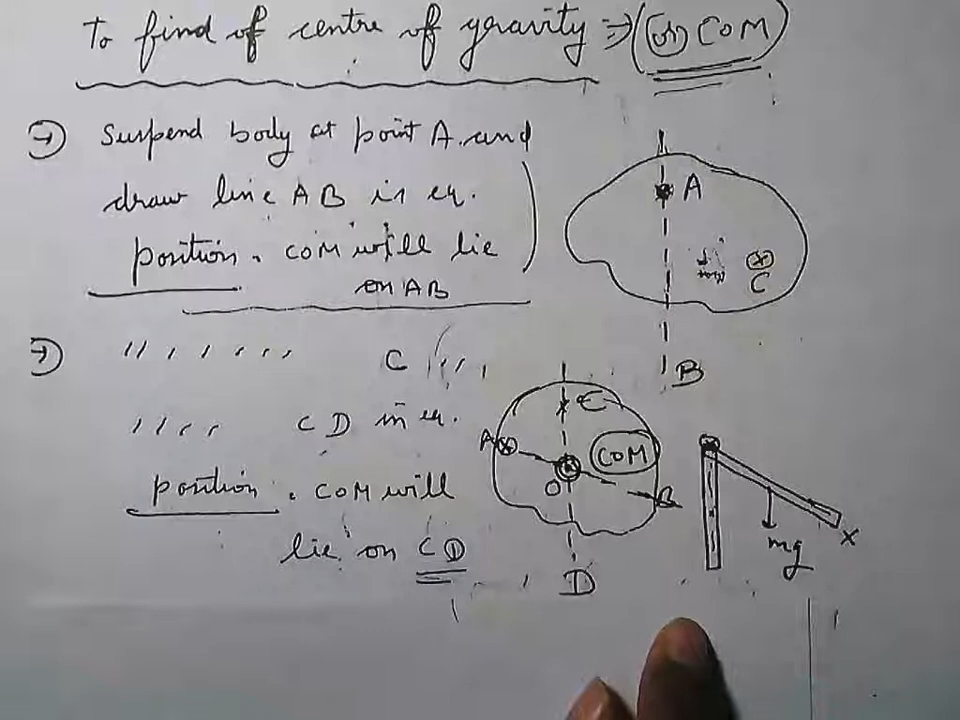 To find of centre of gravity ⇒ (or) COM
⇒ Suspend body at point A. and
draw line AB in eq.
position. COM will lie
on AB
A
C
B
⇒ '' ' ' ' ' ' C ' ' ' '
' ' ' ' CD in eq.
position. COM will
lie on CD
C
A
COM
O
B
D
mg
X